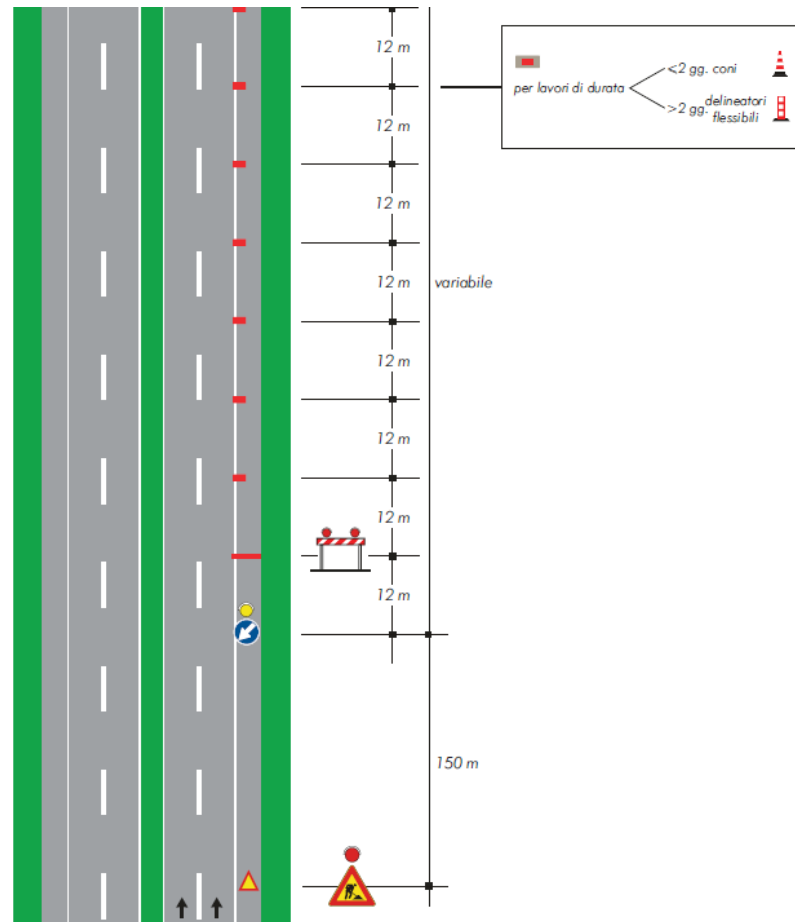 12 m
<2 gg. coni
per lavori di durata
>2 gg. delineatori
flessibili
12 m
12 m
12 m
variabile
12 m
12 m
12 m
12 m
150 m